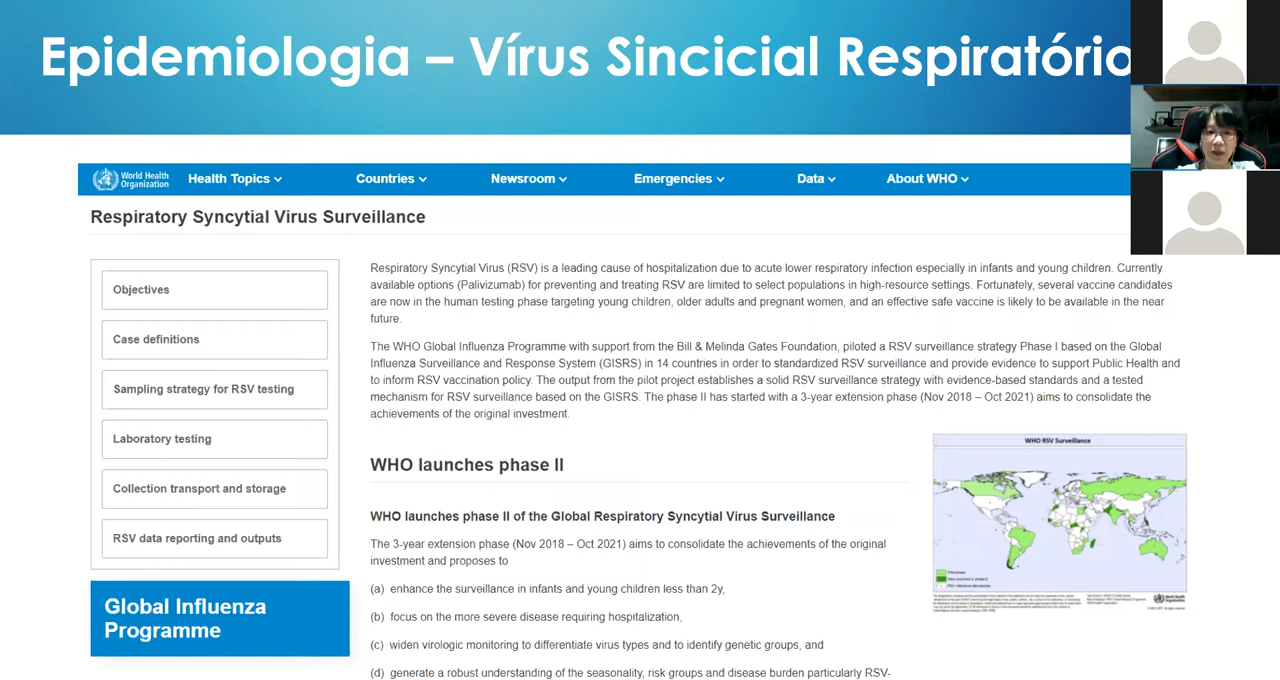 Epidemiologia – Vírus Sincicial Respiratório
World Health
Organization
Health Topics
Countries
Newsroom
Emergencies
Data
About WHO
Respiratory Syncytial Virus Surveillance
Objectives
Case definitions
Sampling strategy for RSV testing
Laboratory testing
Collection transport and storage
RSV data reporting and outputs
Global Influenza
Programme
Respiratory Syncytial Virus (RSV) is a leading cause of hospitalization due to acute lower respiratory infection especially in infants and young children. Currently
available options (Palivizumab) for preventing and treating RSV are limited to select populations in high-resource settings. Fortunately, several vaccine candidates
are now in the human testing phase targeting young children, older adults and pregnant women, and an effective safe vaccine is likely to be available in the near
future.
The WHO Global Influenza Programme with support from the Bill & Melinda Gates Foundation, piloted a RSV surveillance strategy Phase I based on the Global
Influenza Surveillance and Response System (GISRS) in 14 countries in order to standardized RSV surveillance and provide evidence to support Public Health and
to inform RSV vaccination policy. The output from the pilot project establishes a solid RSV surveillance strategy with evidence-based standards and a tested
mechanism for RSV surveillance based on the GISRS. The phase II has started with a 3-year extension phase (Nov 2018 – Oct 2021) aims to consolidate the
achievements of the original investment.
WHO launches phase II
WHO launches phase II of the Global Respiratory Syncytial Virus Surveillance
The 3-year extension phase (Nov 2018 – Oct 2021) aims to consolidate the achievements of the original
investment and proposes to
(a) enhance the surveillance in infants and young children less than 2y,
(b) focus on the more severe disease requiring hospitalization,
(c) widen virologic monitoring to differentiate virus types and to identify genetic groups, and
(d) generate a robust understanding of the seasonality, risk groups and disease burden particularly RSV-
WHO RSV Surveillance
World Health
Organization